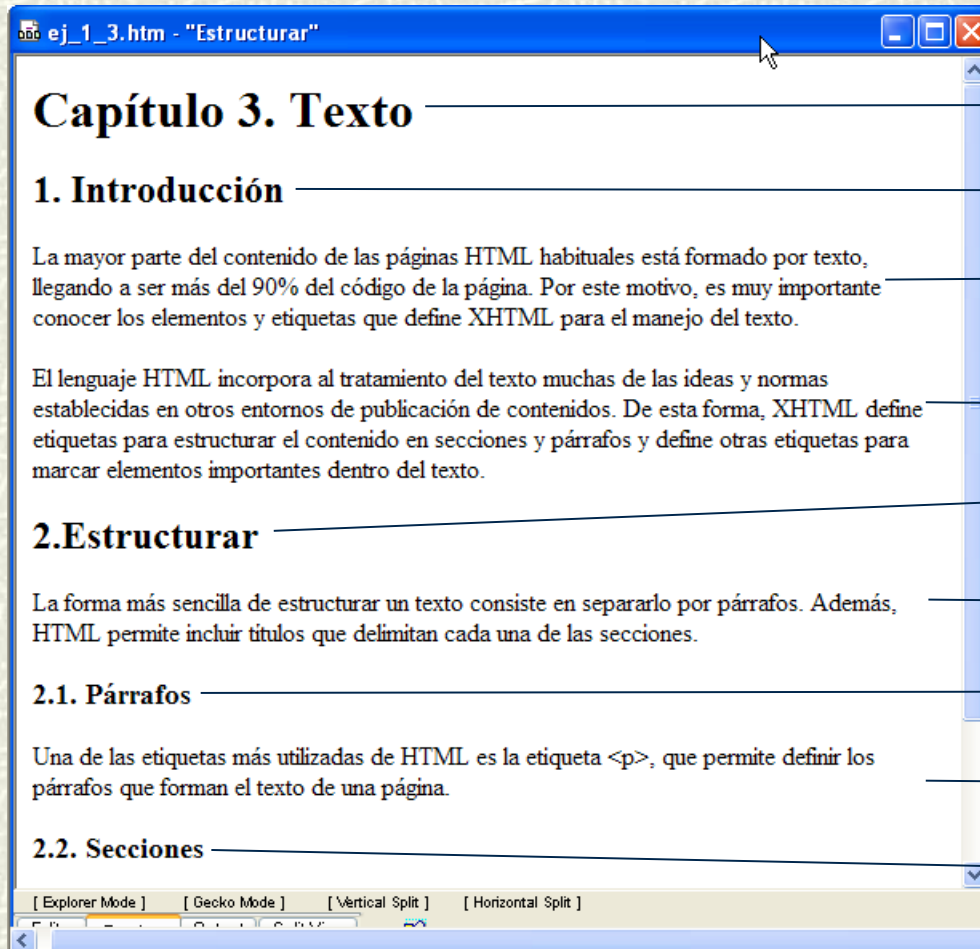 ej_1_3.htm - "Estructurar"
Capítulo 3. Texto
1. Introducción
La mayor parte del contenido de las páginas HTML habituales está formado por texto,
llegando a ser más del 90% del código de la página. Por este motivo, es muy importante
conocer los elementos y etiquetas que define XHTML para el manejo del texto.
El lenguaje HTML incorpora al tratamiento del texto muchas de las ideas y normas
establecidas en otros entornos de publicación de contenidos. De esta forma, XHTML define
etiquetas para estructurar el contenido en secciones y párrafos y define otras etiquetas para
marcar elementos importantes dentro del texto.
2.Estructurar
La forma más sencilla de estructurar un texto consiste en separarlo por párrafos. Además,
HTML permite incluir títulos que delimitan cada una de las secciones.
2.1. Párrafos
Una de las etiquetas más utilizadas de HTML es la etiqueta <p>, que permite definir los
párrafos que forman el texto de una página.
2.2. Secciones
[ Explorer Mode ] [ Gecko Mode ] [ Vertical Split ] [ Horizontal Split ]